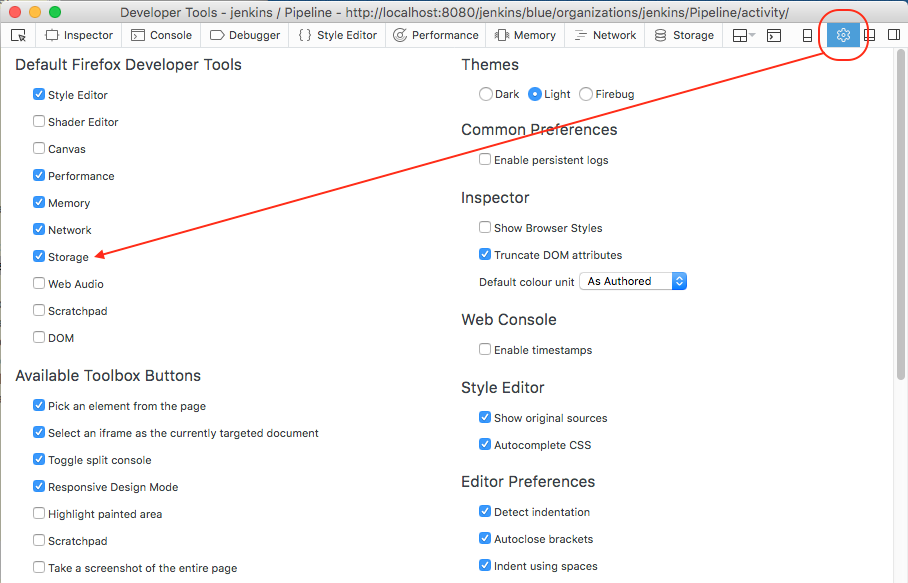 Developer Tools - jenkins / Pipeline - http://localhost:8080/jenkins/blue/organizations/jenkins/Pipeline/activity/
Inspector Console Debugger Style Editor Performance Memory Network Storage
Default Firefox Developer Tools
Style Editor
Shader Editor
Canvas
Performance
Memory
Network
Storage
Web Audio
Scratchpad
DOM
Available Toolbox Buttons
Pick an element from the page
Select an iframe as the currently targeted document
Toggle split console
Responsive Design Mode
Highlight painted area
Scratchpad
Take a screenshot of the entire page
Themes
Dark Light Firebug
Common Preferences
Enable persistent logs
Inspector
Show Browser Styles
Truncate DOM attributes
Default colour unit As Authored
Web Console
Enable timestamps
Style Editor
Show original sources
Autocomplete CSS
Editor Preferences
Detect indentation
Autoclose brackets
Indent using spaces